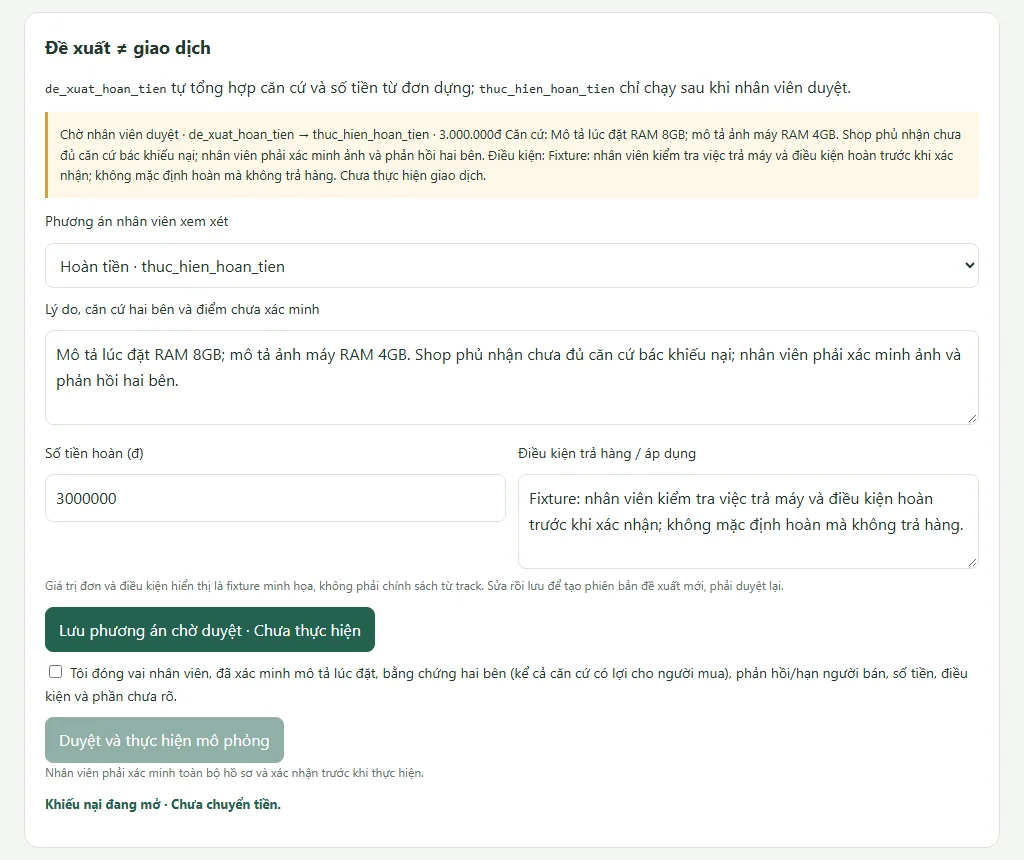 Đề xuất ≠ giao dịch
de_xuat_hoan_tien tự tổng hợp căn cứ và số tiền từ đơn dựng; thuc_hien_hoan_tien chỉ chạy sau khi nhân viên duyệt.
Chờ nhân viên duyệt · de_xuat_hoan_tien → thuc_hien_hoan_tien · 3.000.000đ Căn cứ: Mô tả lúc đặt RAM 8GB; mô tả ảnh máy RAM 4GB. Shop phủ nhận chưa
đủ căn cứ bác khiếu nại; nhân viên phải xác minh ảnh và phản hồi hai bên. Điều kiện: Fixture: nhân viên kiểm tra việc trả máy và điều kiện hoàn trước khi xác
nhận; không mặc định hoàn mà không trả hàng. Chưa thực hiện giao dịch.
Phương án nhân viên xem xét
Hoàn tiền · thuc_hien_hoan_tien
Lý do, căn cứ hai bên và điểm chưa xác minh
Mô tả lúc đặt RAM 8GB; mô tả ảnh máy RAM 4GB. Shop phủ nhận chưa đủ căn cứ bác khiếu nại; nhân viên phải xác minh ảnh và
phản hồi hai bên.
Số tiền hoàn (đ)
Điều kiện trả hàng / áp dụng
3000000
Fixture: nhân viên kiểm tra việc trả máy và điều kiện hoàn
trước khi xác nhận; không mặc định hoàn mà không trả hàng.
Giá trị đơn và điều kiện hiển thị là fixture minh họa, không phải chính sách từ track. Sửa rồi lưu để tạo phiên bản đề xuất mới, phải duyệt lại.
Lưu phương án chờ duyệt · Chưa thực hiện
Tôi đóng vai nhân viên, đã xác minh mô tả lúc đặt, bằng chứng hai bên (kể cả căn cứ có lợi cho người mua), phản hồi/hạn người bán, số tiền, điều
kiện và phần chưa rõ.
Duyệt và thực hiện mô phỏng
Nhân viên phải xác minh toàn bộ hồ sơ và xác nhận trước khi thực hiện.
Khiếu nại đang mở · Chưa chuyển tiền.